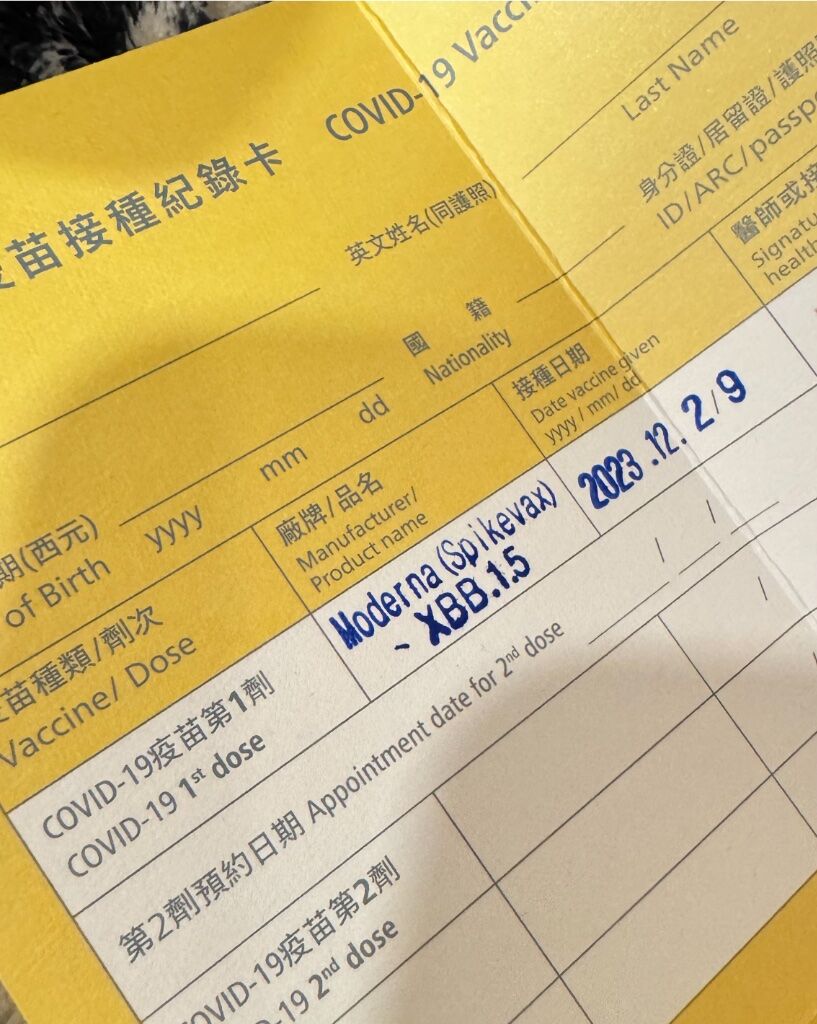 苗接種紀錄卡 COVID-19
Last Name
英文姓名(同護照)
身分證/居留證/護照
國 籍
Nationality
ID/ARC/
yyyy mm dd
(西元)
of Birth
疫苗種類/劑次
Vaccine/ Dose
廠牌/品名
Manufacturer/
Product name
接種日期
Date vaccine given
yyyy / mm/ dd
醫師或接
COVID-19疫苗第1劑
COVID-19 1st dose
Moderna (Spikevax)
- XBB.1.5
2023.12.2/9
第2劑預約日期 Appointment date for 2nd dose / /
COVID-19疫苗第2劑
-19 2nd dose
/